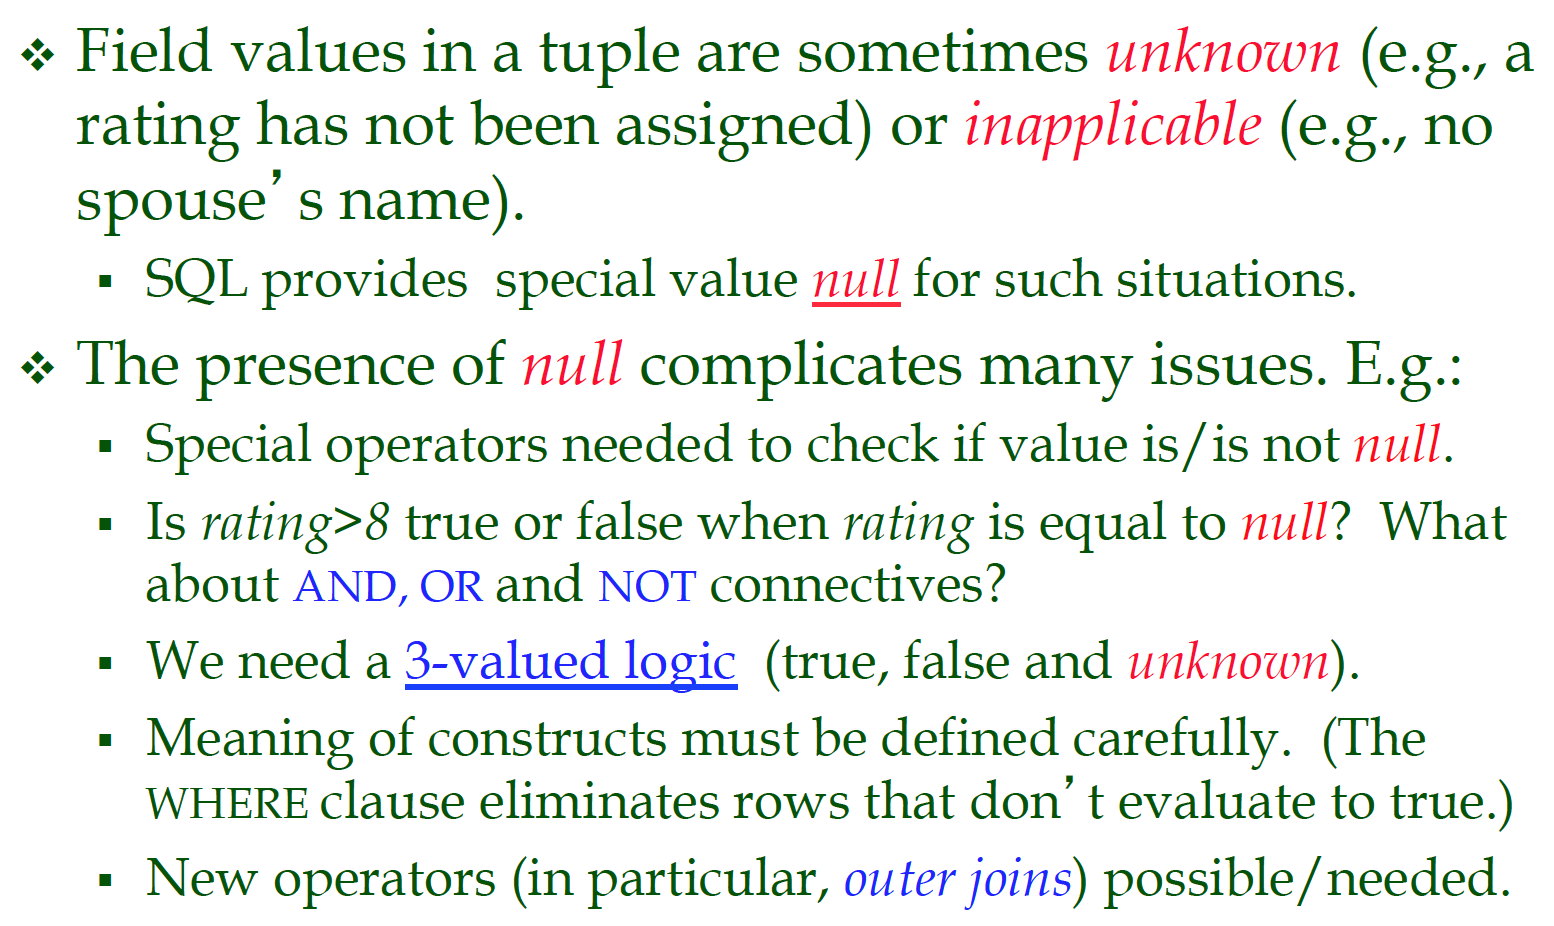 ❖ Field values in a tuple are sometimes unknown (e.g., a
rating has not been assigned) or inapplicable (e.g., no
spouse’s name).
▪ SQL provides special value null for such situations.
❖ The presence of null complicates many issues. E.g.:
▪ Special operators needed to check if value is/is not null.
▪ Is rating>8 true or false when rating is equal to null? What
about AND, OR and NOT connectives?
▪ We need a 3-valued logic (true, false and unknown).
▪ Meaning of constructs must be defined carefully. (The
WHERE clause eliminates rows that don’t evaluate to true.)
▪ New operators (in particular, outer joins) possible/needed.